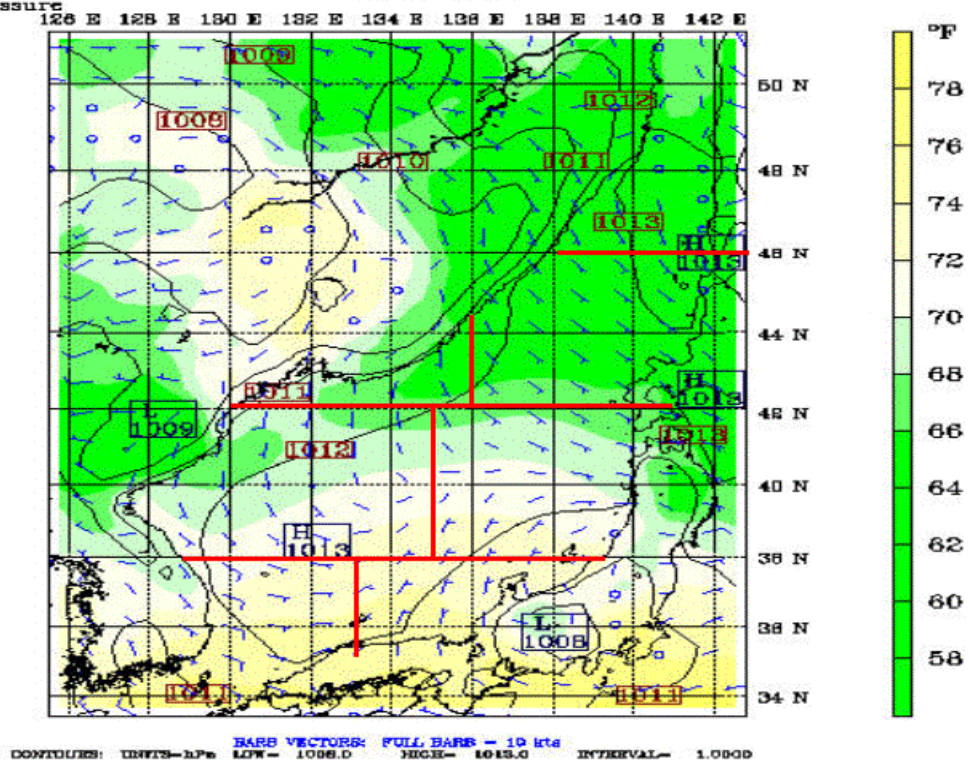 ssure
126 E 128 E 130 E 132 E 134 E 136 E 138 E 140 E 142 E
°F
1009
50 N
78
1012
1008
76
1010
1011
48 N
74
1013
H
1013
46 N
72
70
44 N
68
1011
H
1013
42 N
L
1009
66
1013
1012
40 N
64
H
1013
38 N
62
60
L
1008
36 N
58
1011
1011
34 N
BARB VECTORS: FULL BARB = 10 kts
CONTOURS: UNITS=hPa LOW= 1008.0 HIGH= 1013.0 INTERVAL= 1.0000